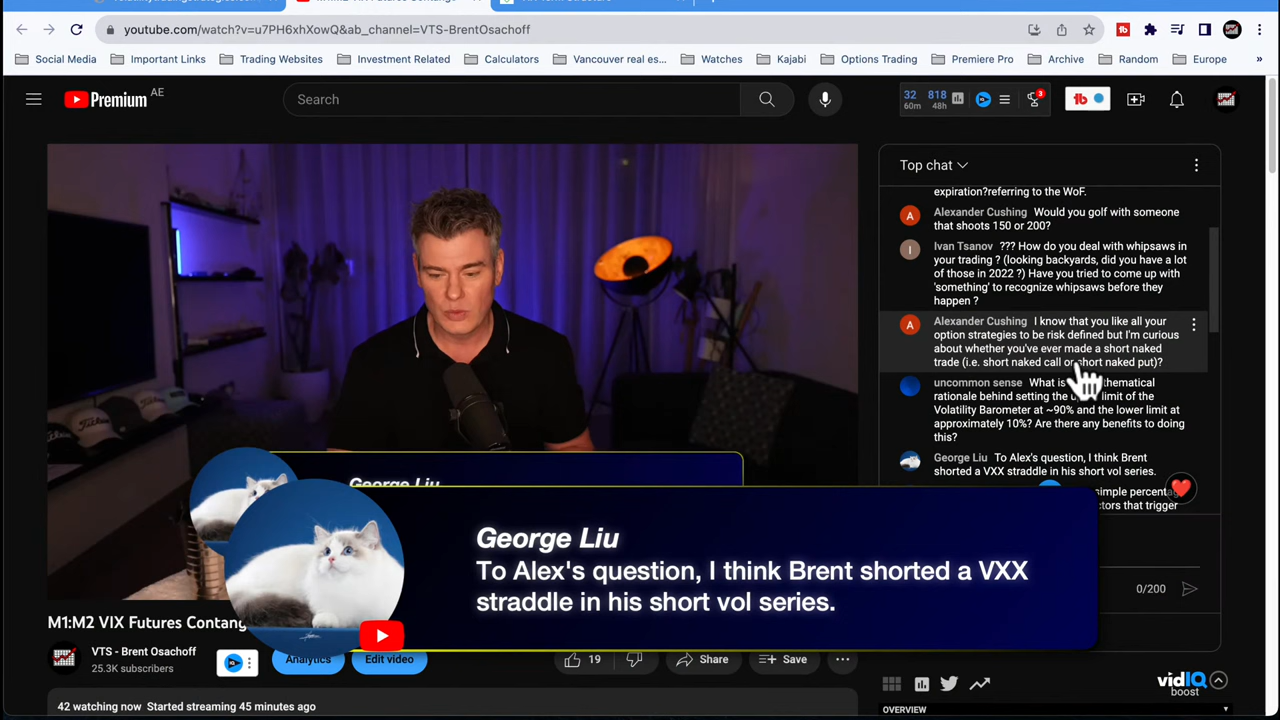 youtube.com/watch?v=u7PH6xhXowQ&ab_channel=VTS-BrentOsachoff
Social Media
Important Links
Trading Websites
Investment Related
Calculators
Vancouver real es...
Watches
Kajabi
Options Trading
Premiere Pro
Archive
Random
Europe
»
Premium AE
Search
32 818
60m 48h
3
Top chat
expiration?referring to the WoF.
Alexander Cushing Would you golf with someone
that shoots 150 or 200?
Ivan Tsanov ??? How do you deal with whipsaws in
your trading ? (looking backyards, did you have a lot
of those in 2022 ?) Have you tried to come up with
'something' to recognize whipsaws before they
happen ?
Alexander Cushing I know that you like all your
option strategies to be risk defined but I'm curious
about whether you've ever made a short naked
trade (i.e. short naked call or short naked put)?
uncommon sense What is
rationale behind setting the
limit of the
Volatility Barometer at ~90% and the lower limit at
approximately 10%? Are there any benefits to doing
this?
George Liu To Alex's question, I think Brent
shorted a VXX straddle in his short vol series.
simple
that trigger
George Liu
George Liu
To Alex's question, I think Brent shorted a VXX
straddle in his short vol series.
0/200
M1:M2 VIX Futures
VTS - Brent Osachoff
25.3K subscribers
Analytics
Edit video
19
Share
Save
42 watching now Started streaming 45 minutes ago
vidIQ
boost
OVERVIEW